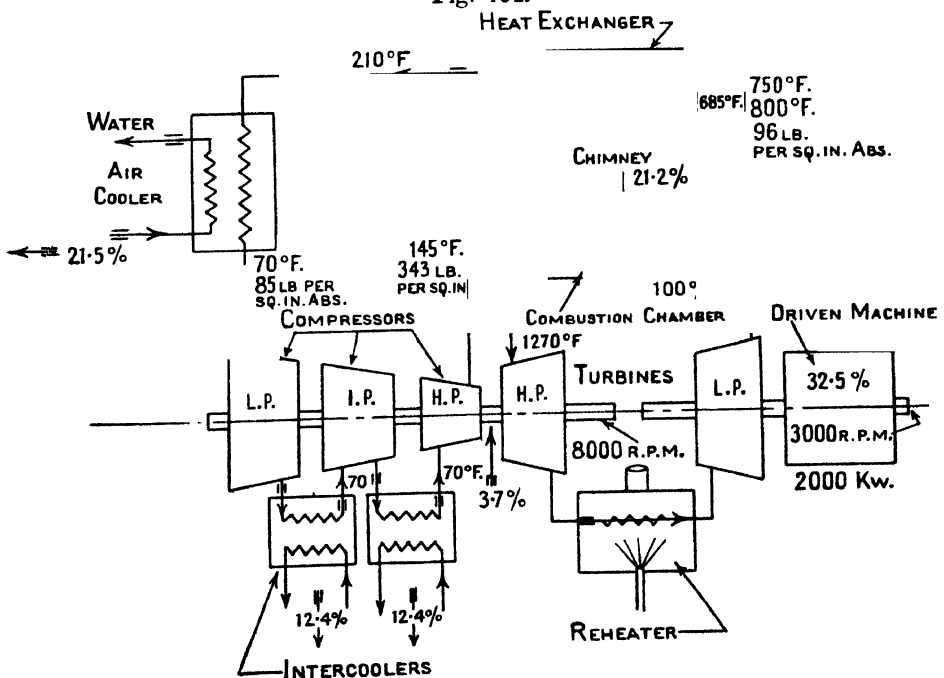 HEAT EXCHANGER
210°F
685°F.
750°F.
800°F.
96 LB.
PER SQ. IN. ABS.
WATER
AIR
COOLER
CHIMNEY
21·2%
21·5%
70°F.
85 LB PER
SQ. IN. ABS.
145°F.
343 LB.
PER SQ. IN
100°
COMPRESSORS
COMBUSTION CHAMBER
1270°F
DRIVEN MACHINE
L.P.
I.P.
H.P.
H.P.
TURBINES
L.P.
32·5 %
8000 R.P.M.
3000 R.P.M.
2000 KW.
70
70°F.
3·7%
12·4%
12·4%
REHEATER
INTERCOOLERS